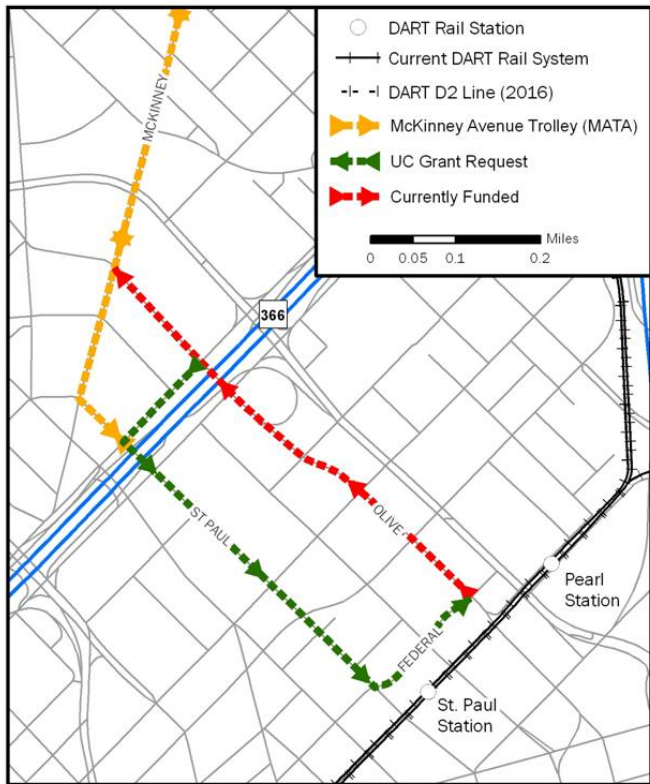 DART Rail Station
Current DART Rail System
DART D2 Line (2016)
McKinney Avenue Trolley (MATA)
UC Grant Request
Currently Funded
Miles
0 0.05 0.1 0.2
MCKINNEY
366
ST PAUL
OLIVE
FEDERAL
Pearl
Station
St. Paul
Station